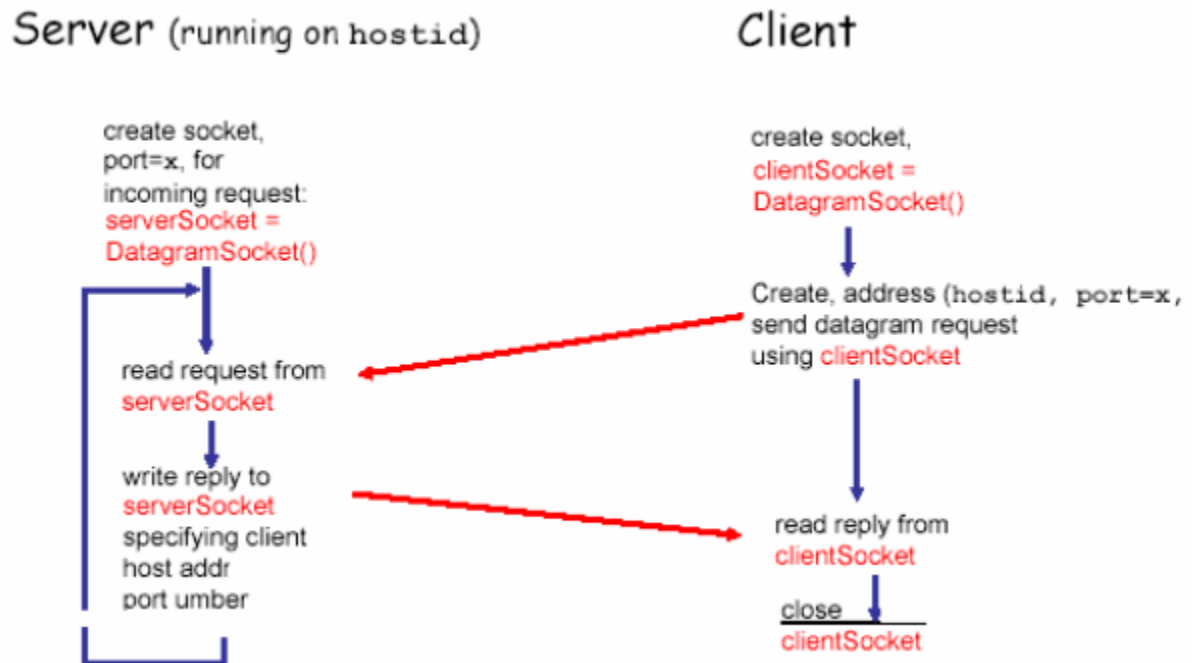 Server (running on hostid)
Client
create socket,
port=x, for
incoming request:
serverSocket =
DatagramSocket()
read request from
serverSocket
write reply to
serverSocket
specifying client
host addr
port umber
create socket,
clientSocket =
DatagramSocket()
Create, address (hostid, port=x,
send datagram request
using clientSocket
read reply from
clientSocket
close
clientSocket